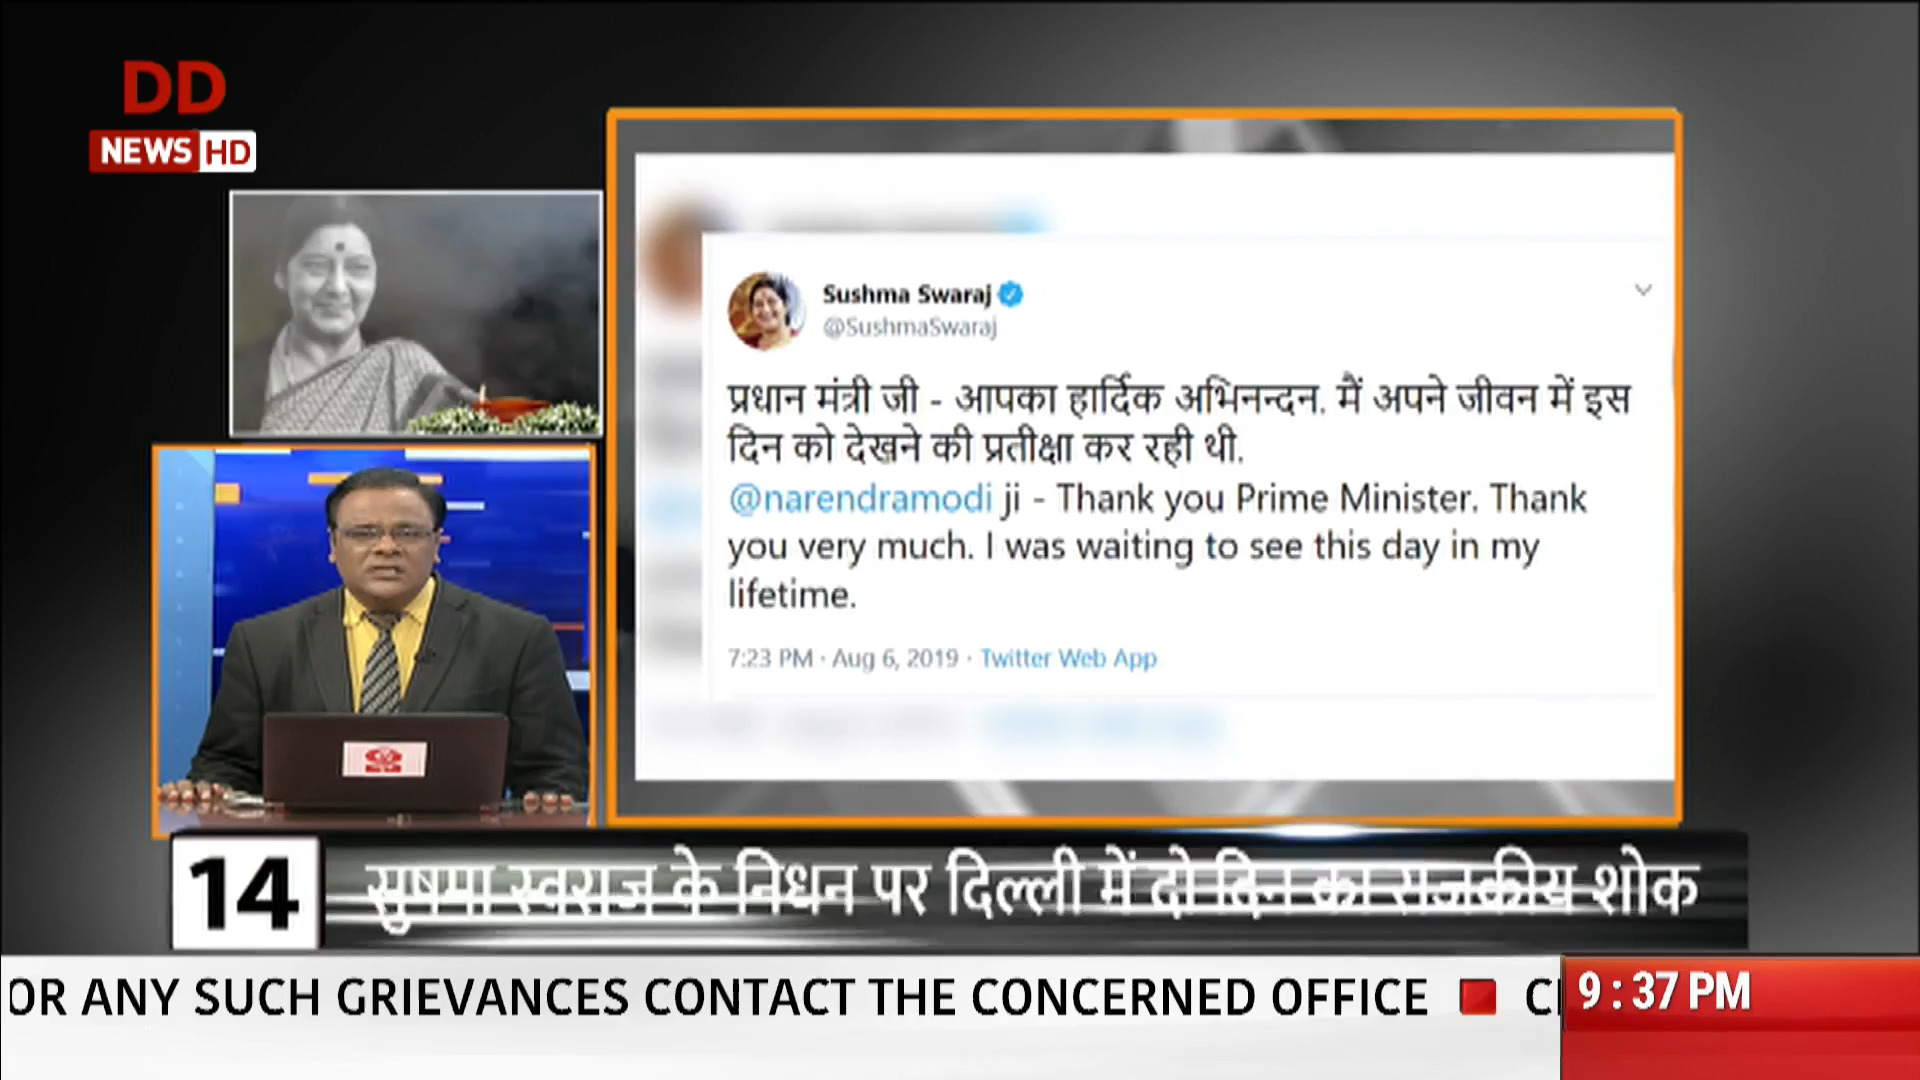 DD
NEWS HD
Sushma Swaraj
@SushmaSwaraj
प्रधान मंत्री जी - आपका हार्दिक अभिनन्दन. मैं अपने जीवन में इस
दिन को देखने की प्रतीक्षा कर रही थी.
@narendramodi ji - Thank you Prime Minister. Thank
you very much. I was waiting to see this day in my
lifetime.
7:23 PM · Aug 6, 2019 · Twitter Web App
14
सुषमा स्वराज के निधन पर दिल्ली में दो दिन का राजकीय शोक
OR ANY SUCH GRIEVANCES CONTACT THE CONCERNED OFFICE
9:37 PM